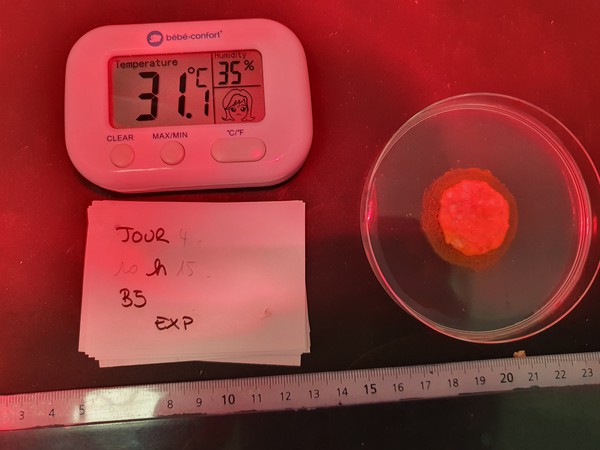 bébé-confort
Temperature
Humidity
31.1 °C
35 %
CLEAR
MAX/MIN
°C/°F
JOUR 4
10 h 15
B5
EXP
3 4 5 8 9 10 11 12 13 14 15 16 17 18 19 20 21 22 23